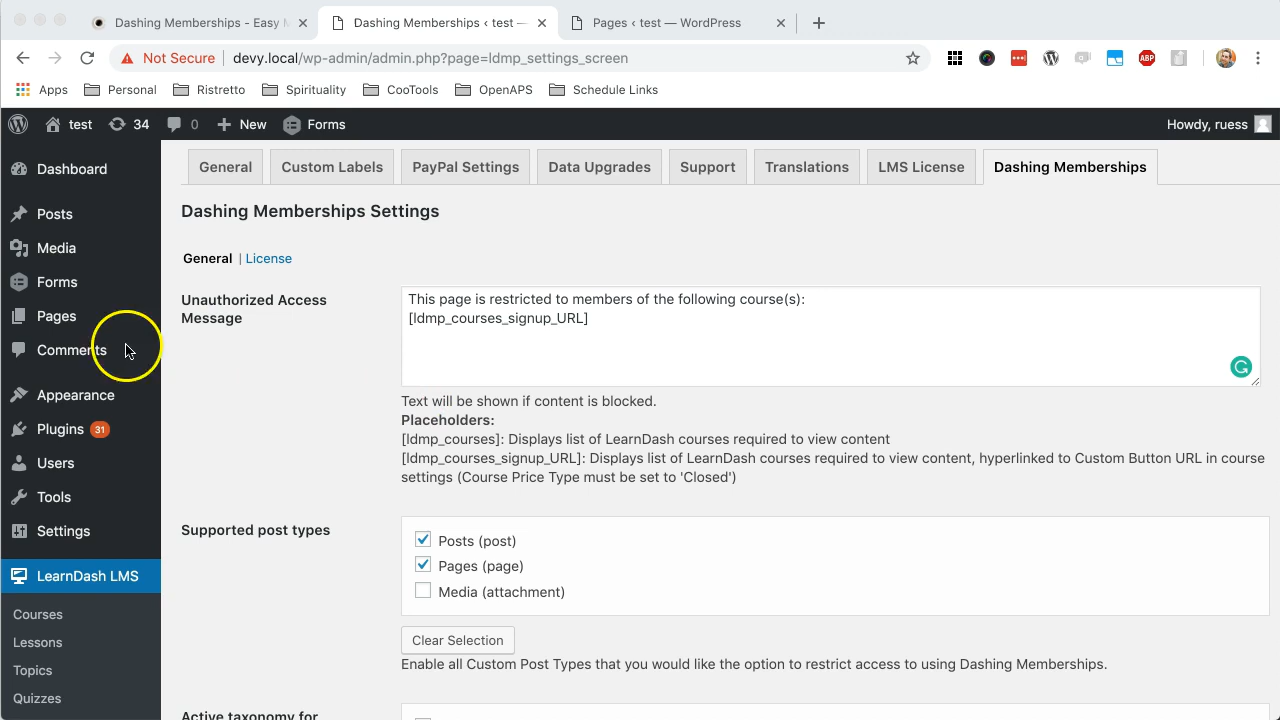 Dashing Memberships - Easy M
Dashing Memberships ‹ test —
Pages ‹ test — WordPress
Not Secure
devy.local/wp-admin/admin.php?page=ldmp_settings_screen
ABP
Apps
Personal
Ristretto
Spirituality
CooTools
OpenAPS
Schedule Links
test
34
0
New
Forms
Howdy, ruess
Dashboard
Posts
Media
Forms
Pages
Comments
Appearance
Plugins 31
Users
Tools
Settings
LearnDash LMS
Courses
Lessons
Topics
Quizzes
General
Custom Labels
PayPal Settings
Data Upgrades
Support
Translations
LMS License
Dashing Memberships
Dashing Memberships Settings
General | License
Unauthorized Access
Message
This page is restricted to members of the following course(s):
[ldmp_courses_signup_URL]
Text will be shown if content is blocked.
Placeholders:
[ldmp_courses]: Displays list of LearnDash courses required to view content
[ldmp_courses_signup_URL]: Displays list of LearnDash courses required to view content, hyperlinked to Custom Button URL in course
settings (Course Price Type must be set to 'Closed')
Supported post types
Posts (post)
Pages (page)
Media (attachment)
Clear Selection
Enable all Custom Post Types that you would like the option to restrict access to using Dashing Memberships.
Active taxonomy for